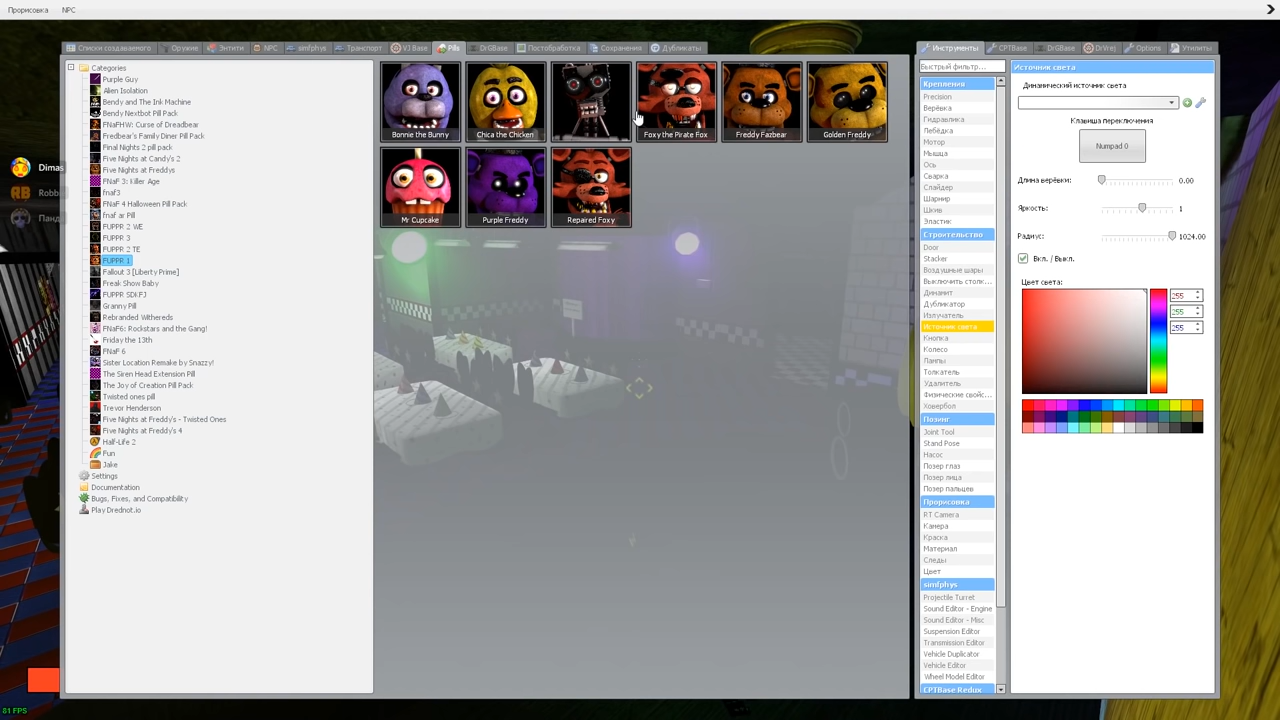 Прорисовка NPC
Списки создаваемого Оружие Энтити NPC simfphys Транспорт VJ Base Pills DrGBase Постобработка Сохранения Дубликаты
Categories
Purple Guy
Alien Isolation
Bendy and The Ink Machine
Bendy Nextbot Pill Pack
FNaFHW: Curse of Dreadbear
Fredbear's Family Diner Pill Pack
Final Nights 2 pill pack
Five Nights at Candy's 2
Five Nights at Freddys
FNaF 3: Killer Age
fnaf3
FNaF 4 Halloween Pill Pack
fnaf ar Pill
FUPPR 2 WE
FUPPR 3
FUPPR 2 TE
FUPPR 1
Fallout 3 [Liberty Prime]
Freak Show Baby
FUPPR SDI.FJ
Granny Pill
Rebranded Withereds
FNaF6: Rockstars and the Gang!
Friday the 13th
FNaF 6
Sister Location Remake by Snazzy!
The Siren Head Extension Pill
The Joy of Creation Pill Pack
Twisted ones pill
Trevor Henderson
Five Nights at Freddy's - Twisted Ones
Five Nights at Freddy's 4
Half-Life 2
Fun
Jake
Settings
Documentation
Bugs, Fixes, and Compatibility
Play Drednot.io
Dimas
Robb
Панд
81 FPS
Bonnie the Bunny
Chica the Chicken
Foxy the Pirate Fox
Freddy Fazbear
Golden Freddy
Mr Cupcake
Purple Freddy
Repaired Foxy
Инструменты CPTBase DrGBase DrVrej Options Утилиты
Быстрый фильтр...
Крепления
Precision
Верёвка
Гидравлика
Лебёдка
Мотор
Мышца
Ось
Сварка
Слайдер
Шарнир
Шкив
Эластик
Строительство
Door
Stacker
Воздушные шары
Выключить столк...
Динамит
Дубликатор
Излучатель
Источник света
Кнопка
Колесо
Лампы
Толкатель
Удалитель
Физические свойс...
Ховербол
Позинг
Joint Tool
Stand Pose
Насос
Позер глаз
Позер лица
Позер пальцев
Прорисовка
RT Camera
Камера
Краска
Материал
Следы
Цвет
simfphys
Projectile Turret
Sound Editor - Engine
Sound Editor - Misc
Suspension Editor
Transmission Editor
Vehicle Duplicator
Vehicle Editor
Wheel Model Editor
CPTBase Redux
Источник света
Динамический источник света
Клавиша переключения
Numpad 0
Длина верёвки: 0.00
Яркость: 1
Радиус: 1024.00
Вкл. / Выкл.
Цвет света:
255
255
255